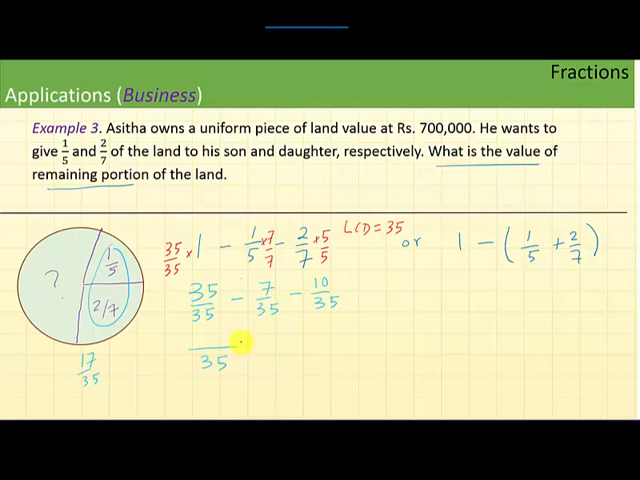 Fractions
Applications (Business)
Example 3. Asitha owns a uniform piece of land value at Rs. 700,000. He wants to
give 1/5 and 2/7 of the land to his son and daughter, respectively. What is the value of
remaining portion of the land.
35/35 × 1 − 1/5 × 7/7 − 2/7 × 5/5 LCD = 35 or 1 − (1/5 + 2/7)
? 1/5
2/7
35/35 − 7/35 − 10/35
17/35
35